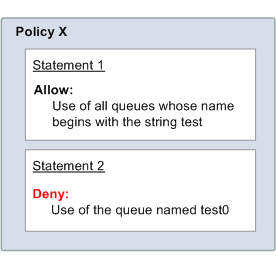 Policy X
Statement 1
Allow:
Use of all queues whose name
begins with the string test
Statement 2
Deny:
Use of the queue named test0